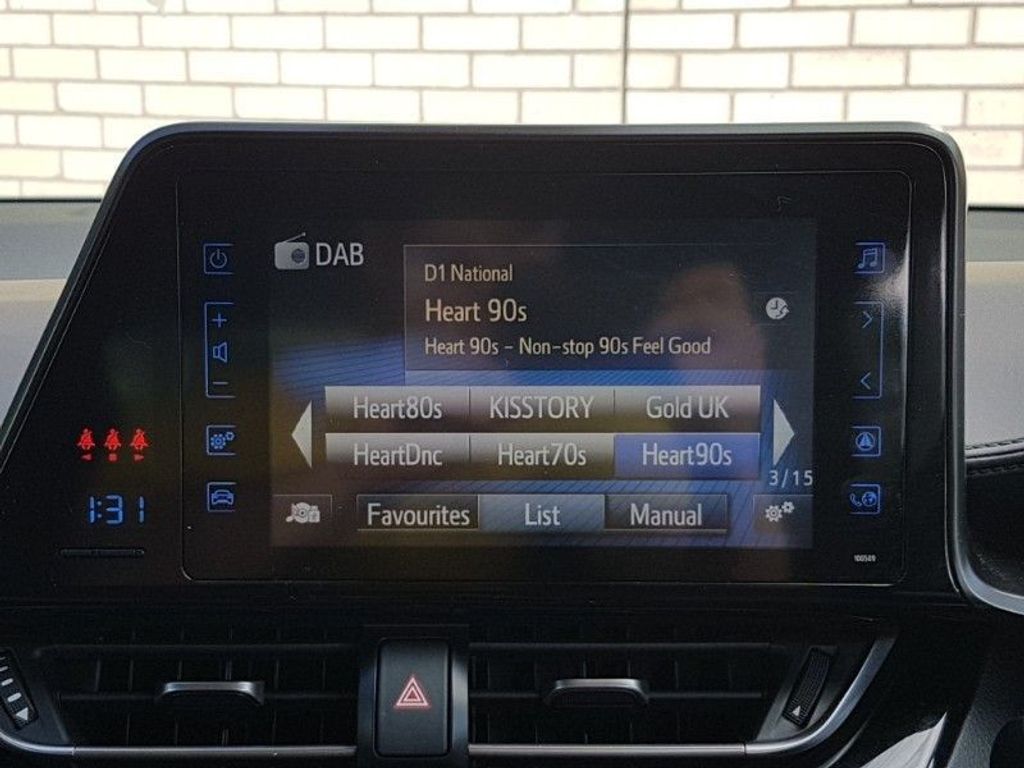 DAB
D1 National
Heart 90s
Heart 90s - Non-stop 90s Feel Good
Heart80s KISSTORY Gold UK
HeartDnc Heart70s Heart90s
3/15
Favourites List Manual
1:31
100589